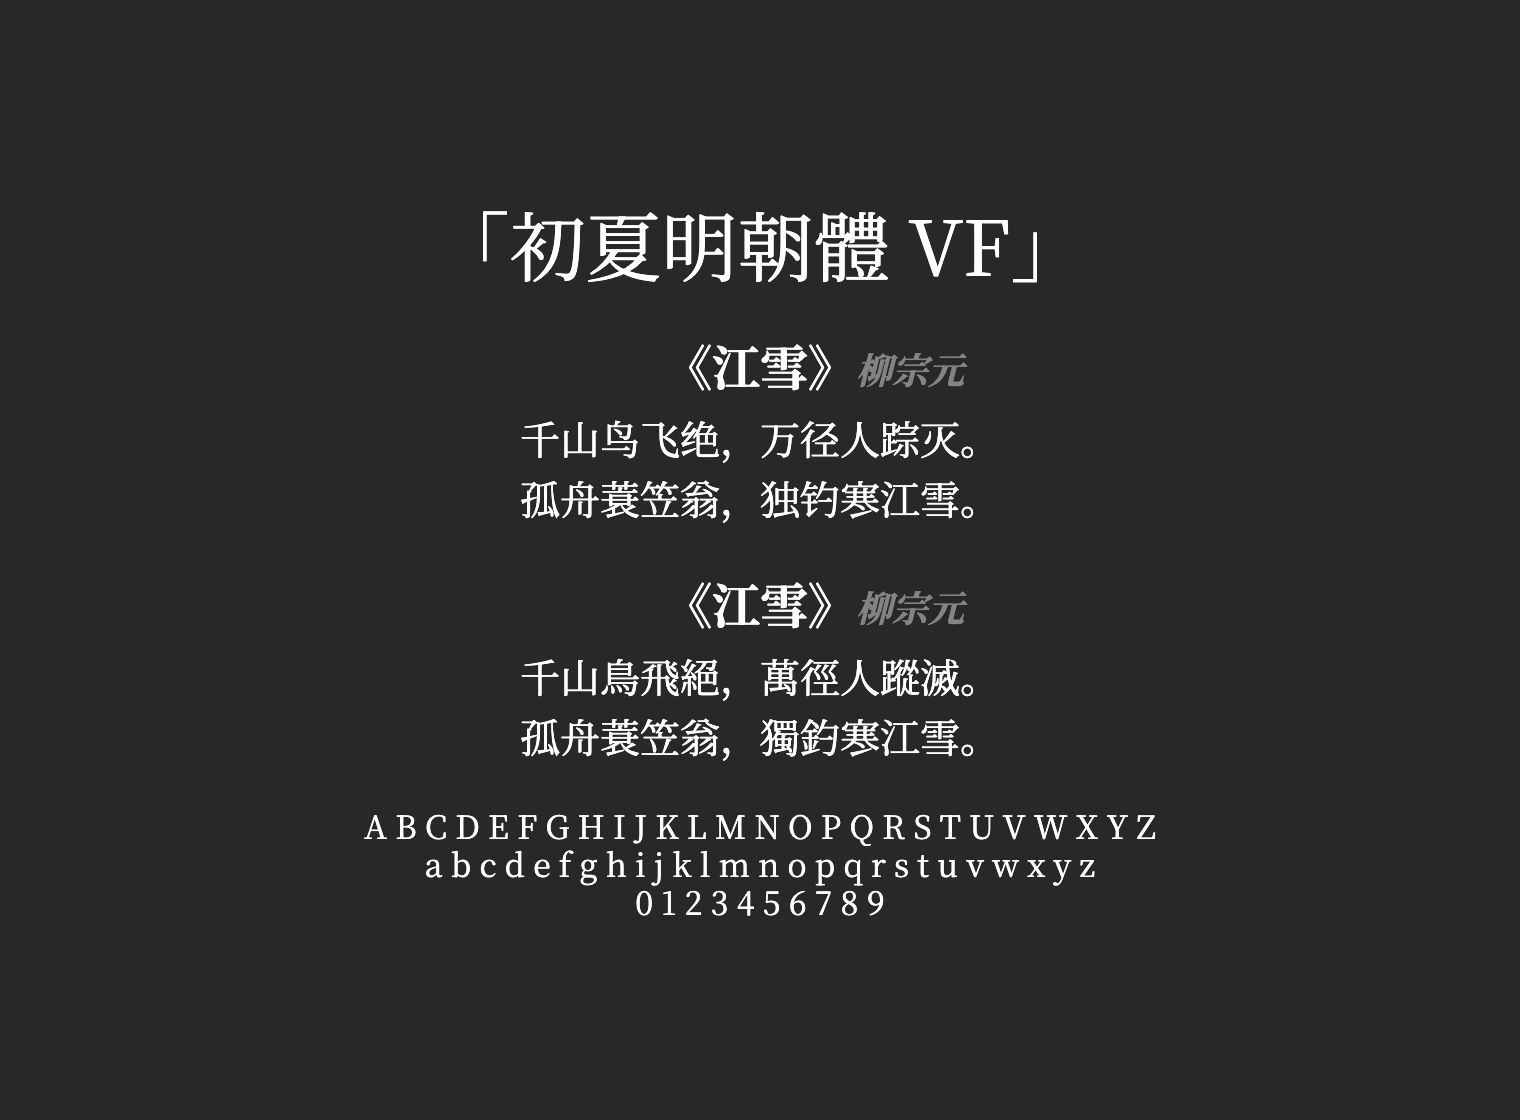 「初夏明朝體 VF」
《江雪》 柳宗元
千山鸟飞绝，万径人踪灭。
孤舟蓑笠翁，独钓寒江雪。
《江雪》 柳宗元
千山鳥飛絕，萬徑人蹤滅。
孤舟蓑笠翁，獨釣寒江雪。
A B C D E F G H I J K L M N O P Q R S T U V W X Y Z
a b c d e f g h i j k l m n o p q r s t u v w x y z
0 1 2 3 4 5 6 7 8 9